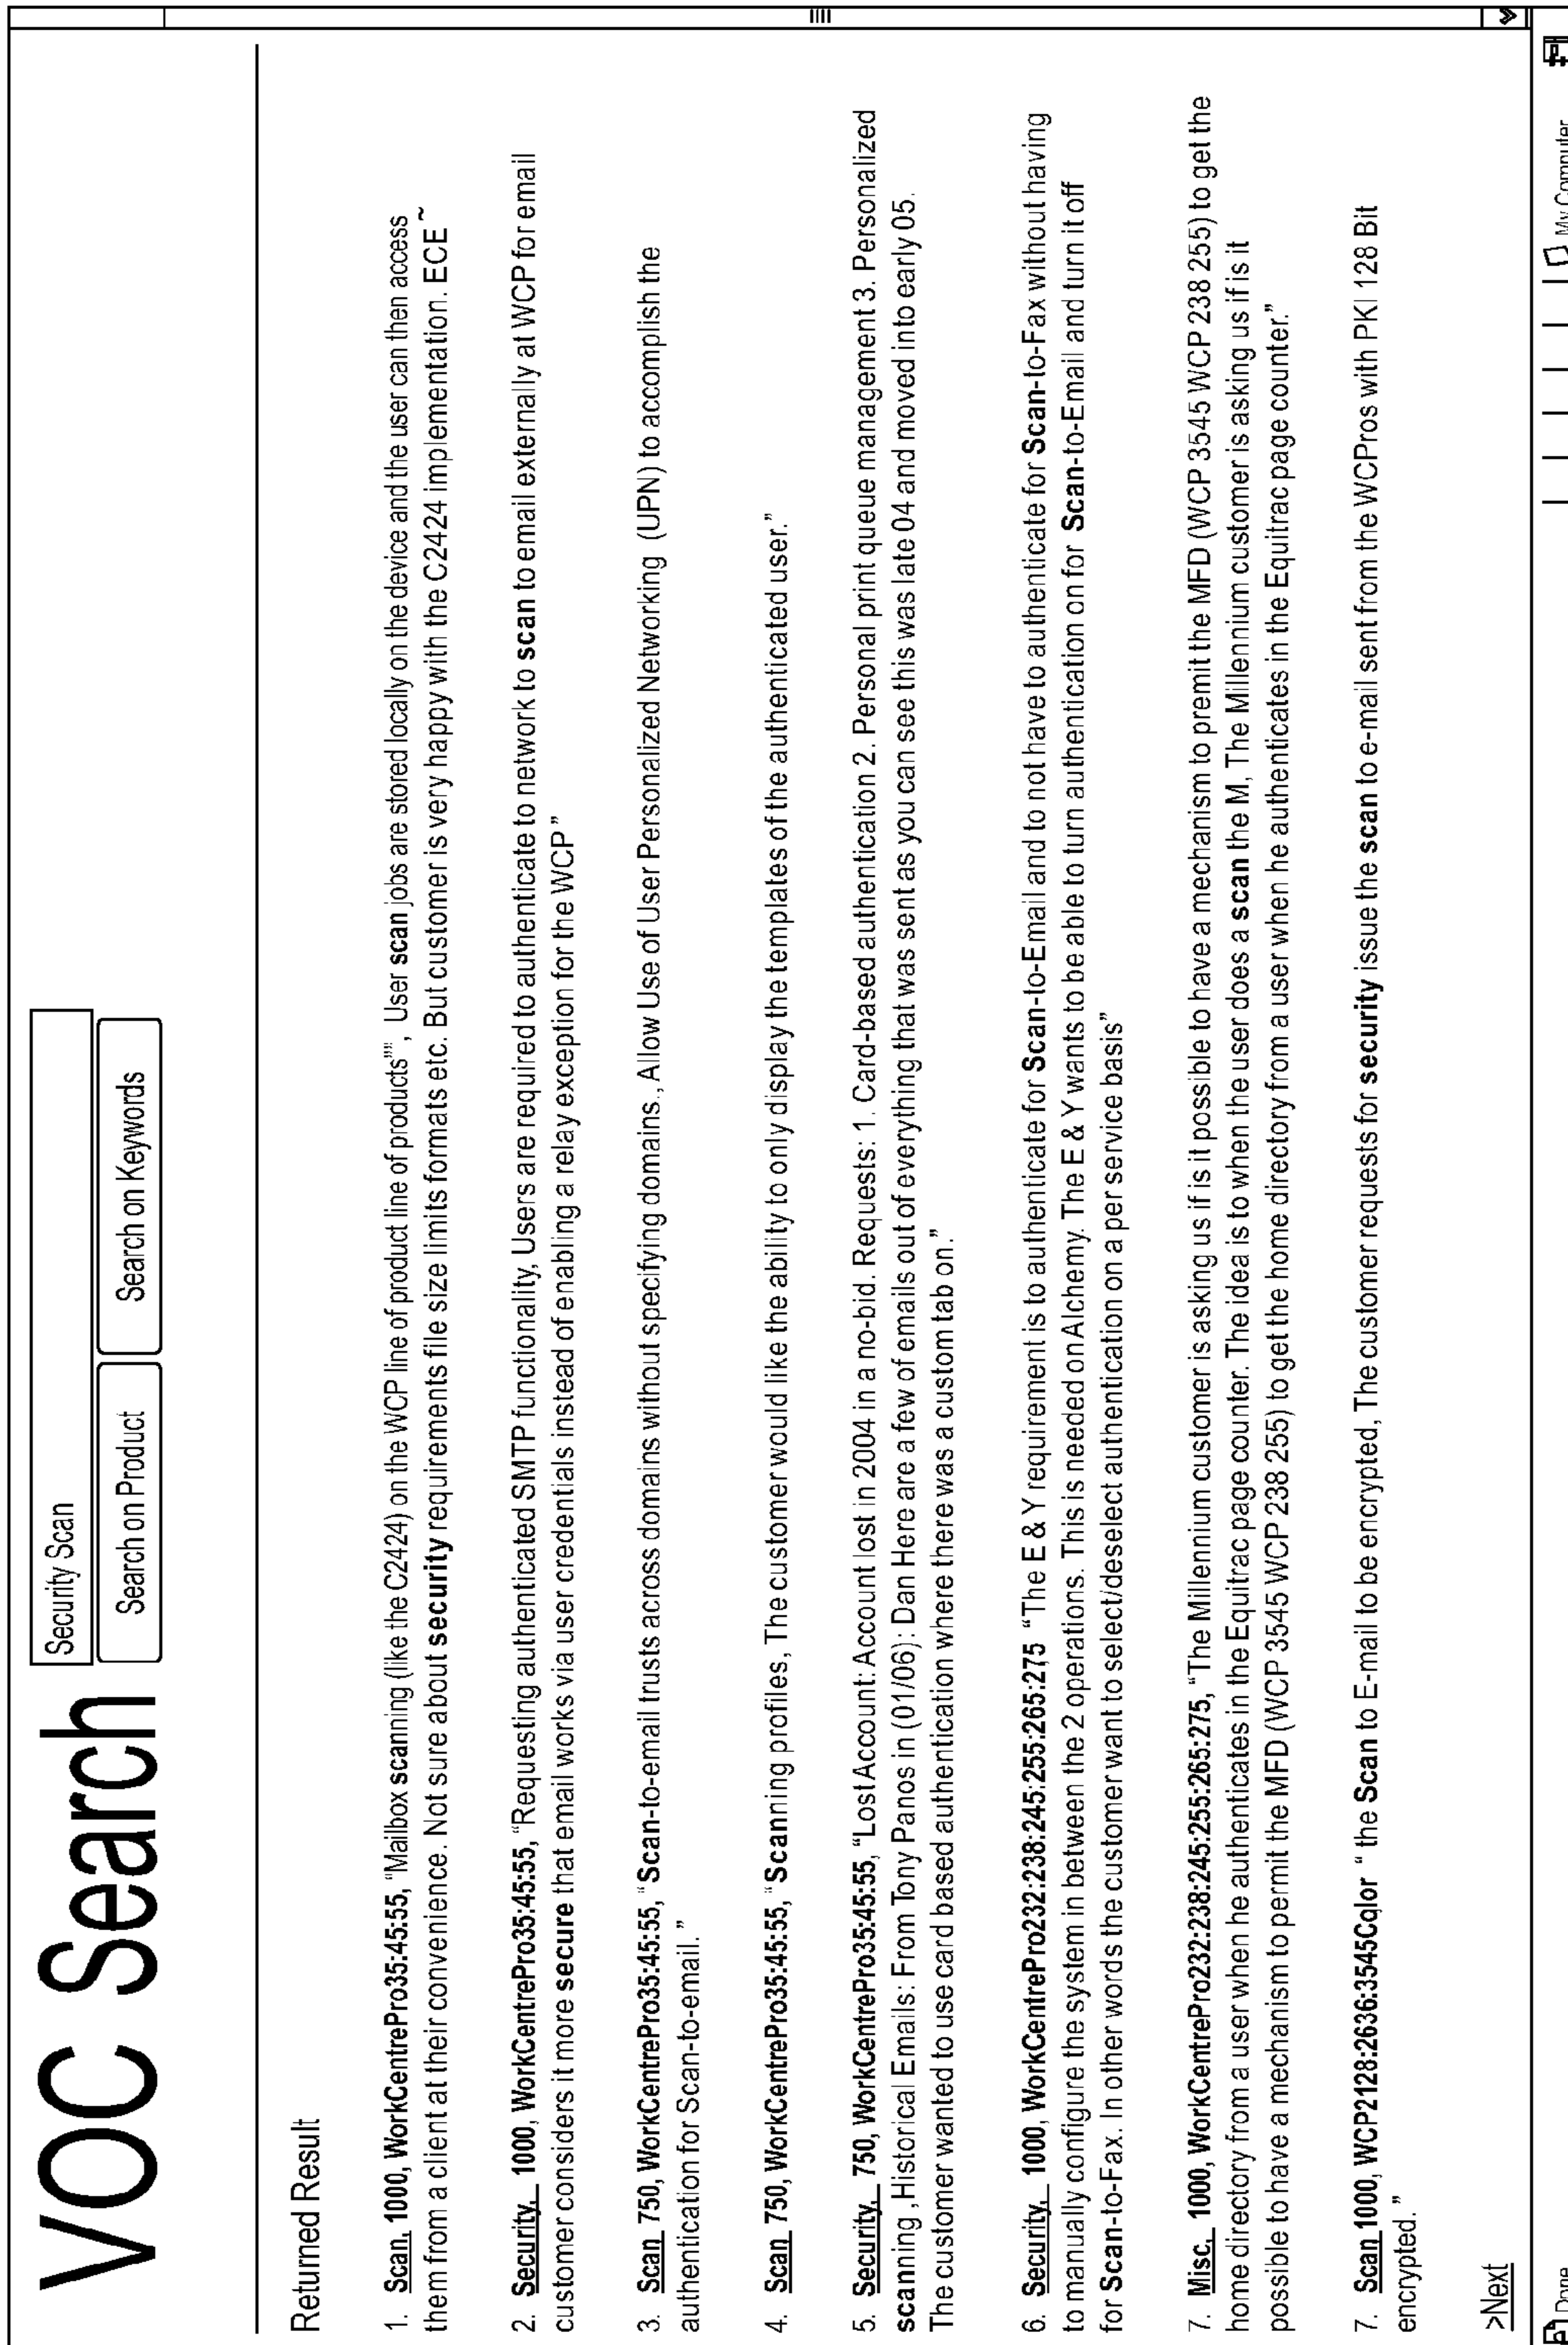 VOC Search
Security Scan
Search on Product
Search on Keywords
Returned Result
1. Scan, 1000, WorkCentrePro35:45:55, "Mailbox scanning (like the C2424) on the WCP line of product line of products"", User scan jobs are stored locally on the device and the user can then access
them from a client at their convenience. Not sure about security requirements file size limits formats etc. But customer is very happy with the C2424 implementation. ECE ~
2. Security, 1000, WorkCentrePro35:45:55, "Requesting authenticated SMTP functionality, Users are required to authenticate to network to scan to email externally at WCP for email
customer considers it more secure that email works via user credentials instead of enabling a relay exception for the WCP"
3. Scan 750, WorkCentrePro35:45:55, "Scan-to-email trusts across domains without specifying domains., Allow Use of User Personalized Networking (UPN) to accomplish the
authentication for Scan-to-email."
4. Scan 750, WorkCentrePro35:45:55, "Scanning profiles, The customer would like the ability to only display the templates of the authenticated user."
5. Security, 750, WorkCentrePro35:45:55, "Lost Account: Account lost in 2004 in a no-bid. Requests: 1. Card-based authentication 2. Personal print queue management 3. Personalized
scanning ,Historical Emails: From Tony Panos in (01/06): Dan Here are a few of emails out of everything that was sent as you can see this was late 04 and moved into early 05.
The customer wanted to use card based authentication where there was a custom tab on."
6. Security, 1000, WorkCentrePro232:238:245:255:265:275 "The E & Y requirement is to authenticate for Scan-to-Email and to not have to authenticate for Scan-to-Fax without having
to manually configure the system in between the 2 operations. This is needed on Alchemy. The E & Y wants to be able to turn authentication on for Scan-to-Email and turn it off
for Scan-to-Fax. In other words the customer want to select/deselect authentication on a per service basis"
7. Misc. 1000, WorkCentrePro232:238:245:255:265:275, "The Millennium customer is asking us if is it possible to have a mechanism to premit the MFD (WCP 3545 WCP 238 255) to get the
home directory from a user when he authenticates in the Equitrac page counter. The idea is to when the user does a scan the M, The Millennium customer is asking us if is it
possible to have a mechanism to permit the MFD (WCP 3545 WCP 238 255) to get the home directory from a user when he authenticates in the Equitrac page counter."
7. Scan 1000, WCP2128:2636:3545Color " the Scan to E-mail to be encrypted, The customer requests for security issue the scan to e-mail sent from the WCPros with PKI 128 Bit
encrypted. "
>Next
Done
My Computer